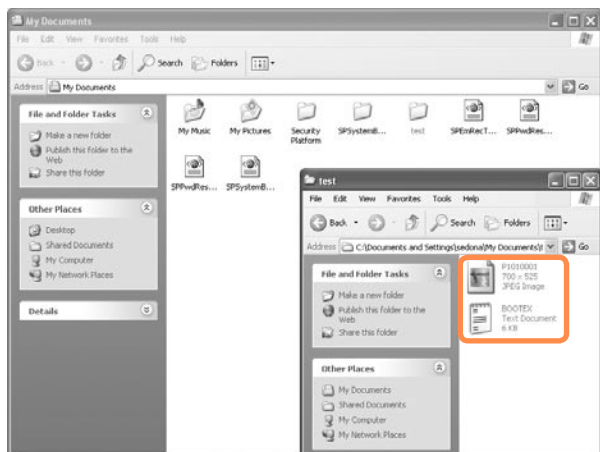 My Documents
File Edit View Favorites Tools Help
Back Search Folders
Address My Documents Go
File and Folder Tasks
Make a new folder
Publish this folder to the
Web
Share this folder
Other Places
Desktop
Shared Documents
My Computer
My Network Places
Details
My Music My Pictures Security
Platform SPSystemB... test SPEmRecT... SPPwdRes...
SPPwdRes... SPSystemB...
test
File Edit View Favorites Tools Help
Back Search Folders
Address C:\Documents and Settings\sedona\My Documents\t Go
File and Folder Tasks
Make a new folder
Publish this folder to the
Web
Share this folder
Other Places
My Documents
Shared Documents
My Computer
My Network Places
P1010001
700 x 525
JPEG Image
BOOTEX
Text Document
6 KB